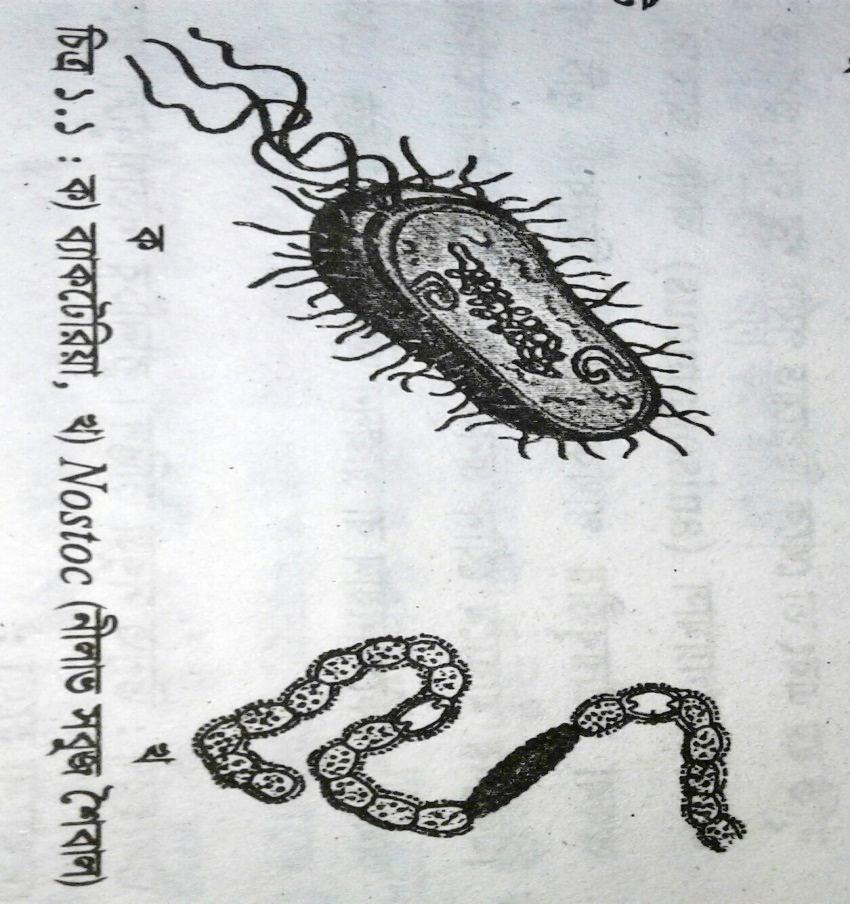 ক
খ
চিত্র ১.১ : ক) ব্যাকটেরিয়া, খ) Nostoc (নীলাভ সবুজ শৈবাল)